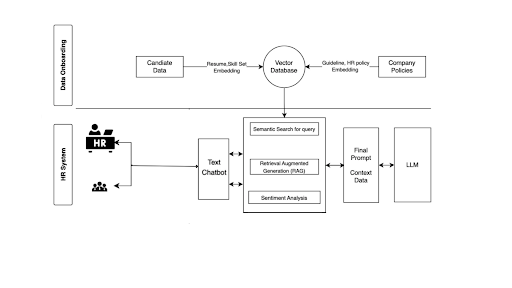 Data Onboarding
Candiate
Data
Resume,Skill Set
Embedding
Vector
Database
Guideline, HR policy
Embedding
Company
Policies
HR System
HR
Text
Chatbot
Semantic Search for query
Retrieval Augmented
Generation (RAG)
Sentiment Analysis
Final
Prompt
Context
Data
LLM